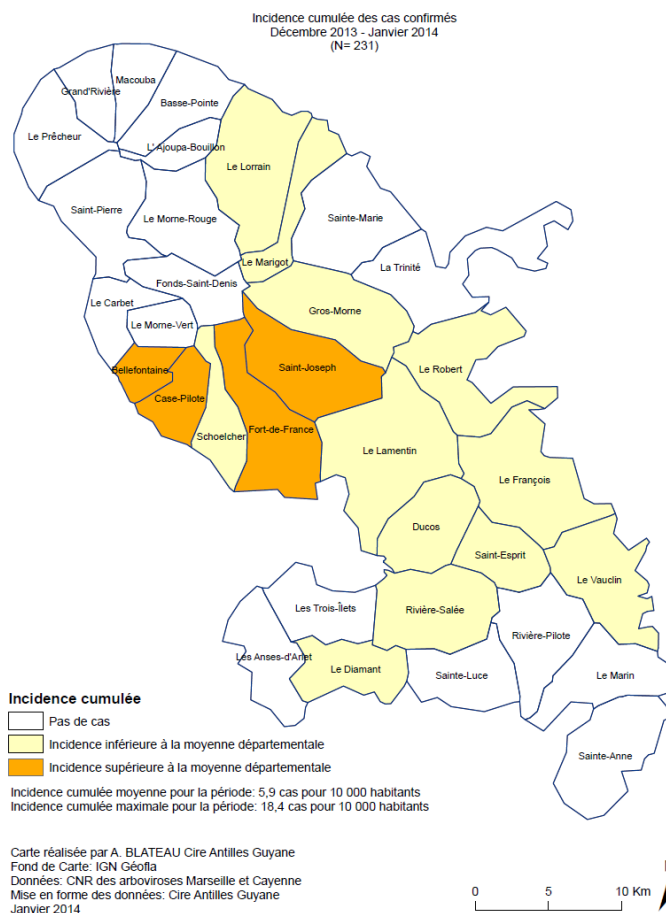 Incidence cumulée des cas confirmés
Décembre 2013 - Janvier 2014
(N= 231)
Macouba
Grand'Rivière
Basse-Pointe
Le Prêcheur
L' Ajoupa-Bouillon
Le Lorrain
Saint-Pierre
Le Morne-Rouge
Sainte-Marie
Le Marigot
La Trinité
Fonds-Saint-Denis
Le Carbet
Gros-Morne
Le Morne-Vert
Bellefontaine
Saint-Joseph
Le Robert
Case-Pilote
Schoelcher
Fort-de-France
Le Lamentin
Le François
Ducos
Saint-Esprit
Le Vauclin
Les Trois-Îlets
Rivière-Salée
Rivière-Pilote
Les Anses-d'Arlet
Le Diamant
Sainte-Luce
Le Marin
Sainte-Anne
Incidence cumulée
Pas de cas
Incidence inférieure à la moyenne départementale
Incidence supérieure à la moyenne départementale
Incidence cumulée moyenne pour la période: 5,9 cas pour 10 000 habitants
Incidence cumulée maximale pour la période: 18,4 cas pour 10 000 habitants
Carte réalisée par A. BLATEAU Cire Antilles Guyane
Fond de Carte: IGN Géofla
Données: CNR des arboviroses Marseille et Cayenne
Mise en forme des données: Cire Antilles Guyane
Janvier 2014
0 5 10 Km